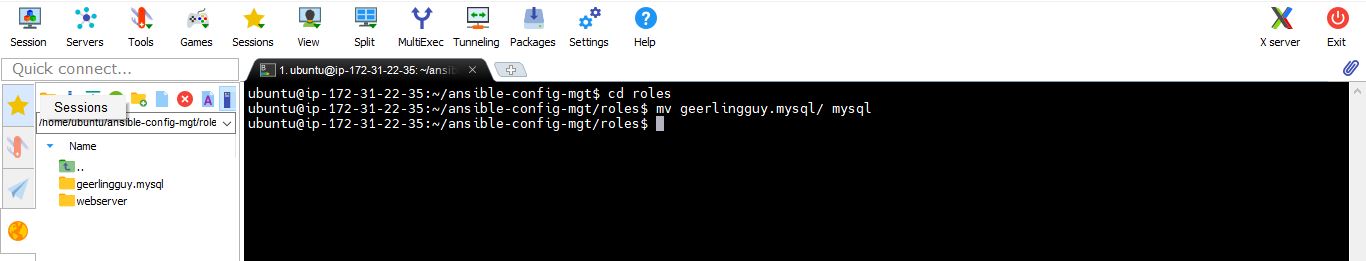 Session Servers Tools Games Sessions View Split MultiExec Tunneling Packages Settings Help X server Exit
Quick connect...
1. ubuntu@ip-172-31-22-35: ~/ansib
Sessions
/home/ubuntu/ansible-config-mgt/role
Name
..
geerlingguy.mysql
webserver
ubuntu@ip-172-31-22-35:~/ansible-config-mgt$ cd roles
ubuntu@ip-172-31-22-35:~/ansible-config-mgt/roles$ mv geerlingguy.mysql/ mysql
ubuntu@ip-172-31-22-35:~/ansible-config-mgt/roles$